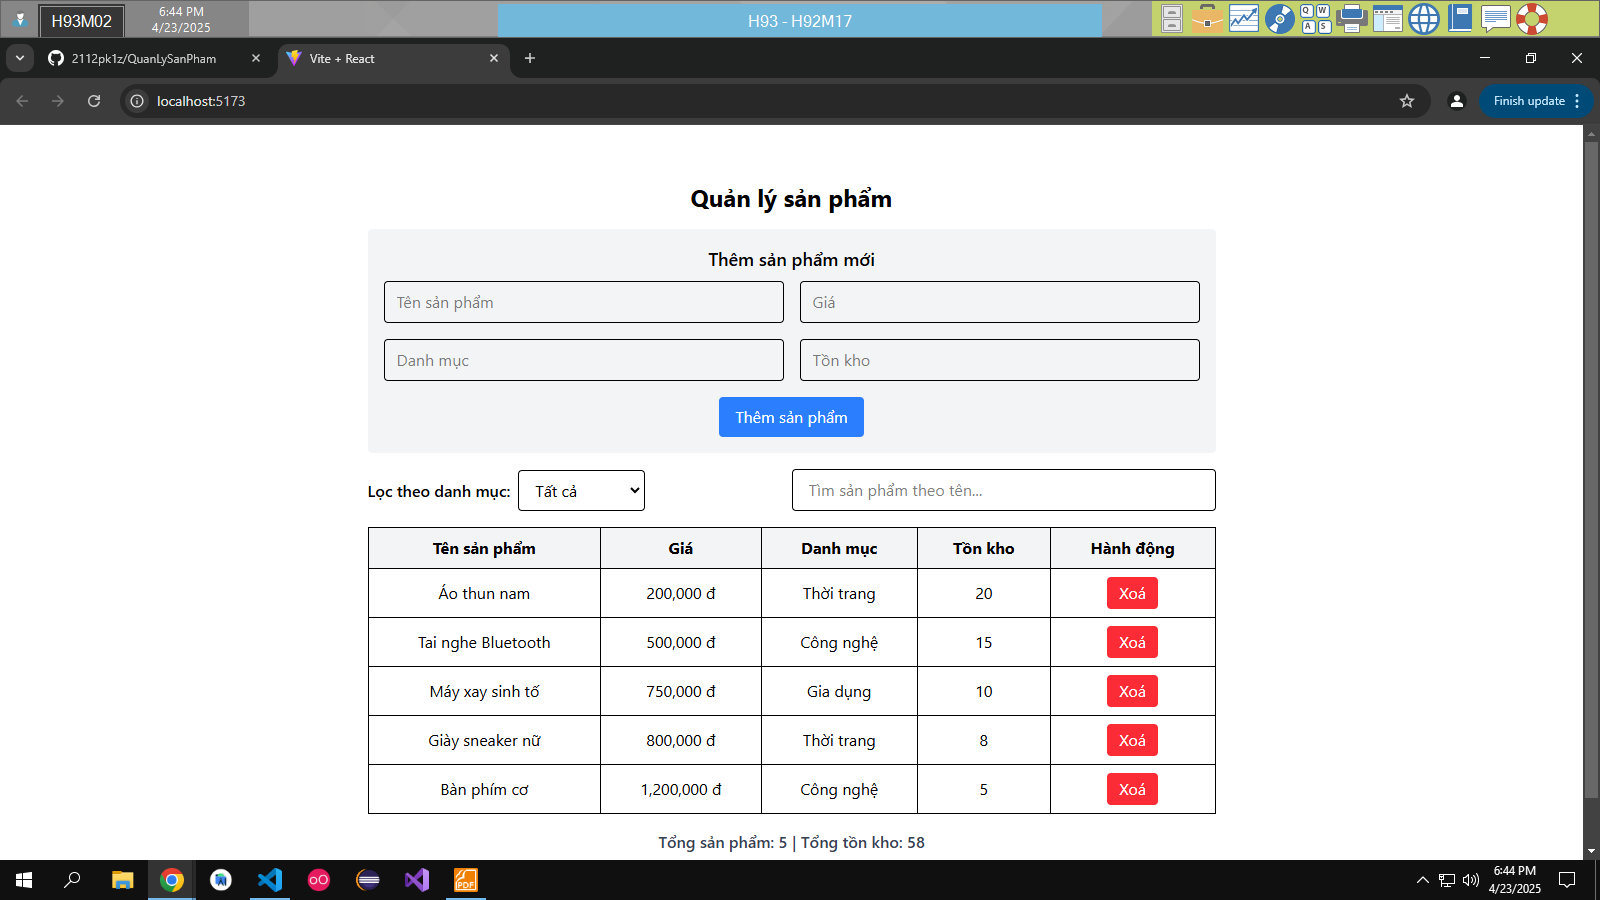 H93M02
6:44 PM
4/23/2025
H93 - H92M17
Q W
A S
2112pk1z/QuanLySanPham
Vite + React
localhost:5173
Finish update
Quản lý sản phẩm
Thêm sản phẩm mới
Tên sản phẩm Giá
Danh mục Tồn kho
Thêm sản phẩm
Lọc theo danh mục: Tất cả Tìm sản phẩm theo tên...
Tên sản phẩm Giá Danh mục Tồn kho Hành động
Áo thun nam 200,000 đ Thời trang 20 Xoá
Tai nghe Bluetooth 500,000 đ Công nghệ 15 Xoá
Máy xay sinh tố 750,000 đ Gia dụng 10 Xoá
Giày sneaker nữ 800,000 đ Thời trang 8 Xoá
Bàn phím cơ 1,200,000 đ Công nghệ 5 Xoá
Tổng sản phẩm: 5 | Tổng tồn kho: 58
PDF
6:44 PM
4/23/2025